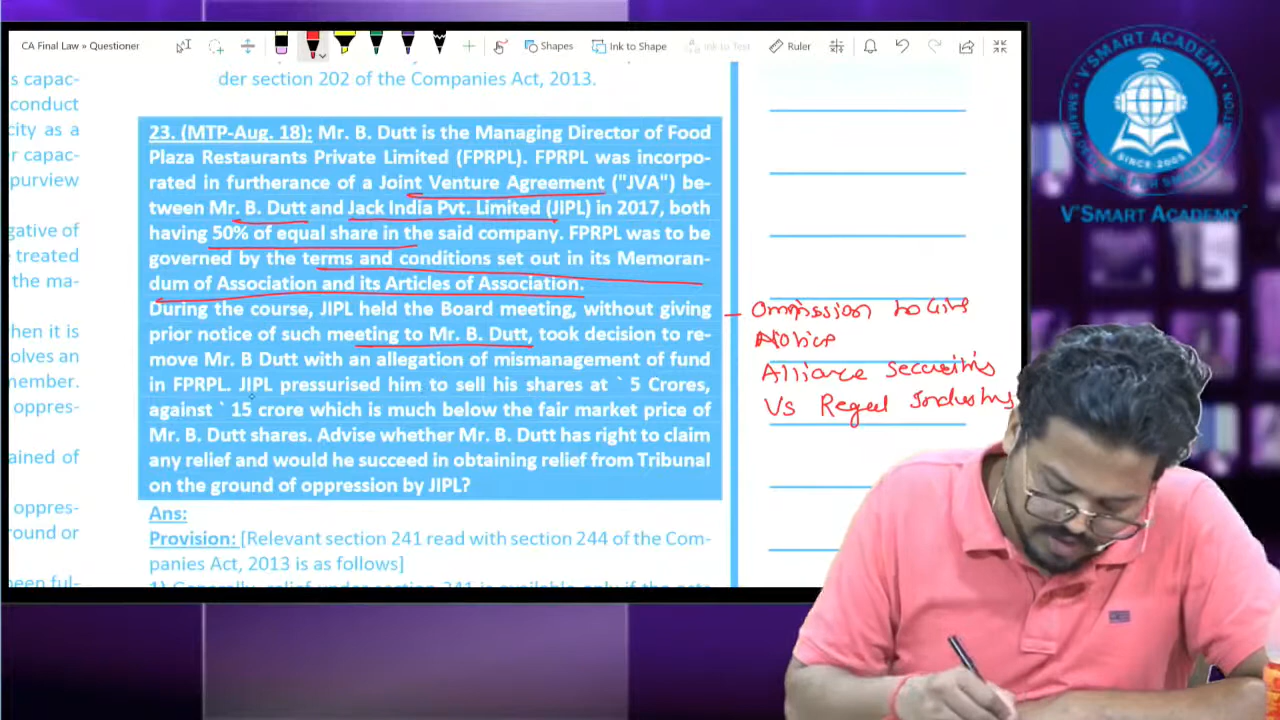 CA Final Law » Questioner
Shapes
Ink to Shape
Ink to Text
Ruler
s capac-
conduct
city as a
r capac-
purview
gative of
treated
the ma-
hen it is
olves an
member.
oppres-
ained of
oppres-
round or
een ful-
der section 202 of the Companies Act, 2013.
23. (MTP-Aug. 18): Mr. B. Dutt is the Managing Director of Food
Plaza Restaurants Private Limited (FPRPL). FPRPL was incorpo-
rated in furtherance of a Joint Venture Agreement ("JVA") be-
tween Mr. B. Dutt and Jack India Pvt. Limited (JIPL) in 2017, both
having 50% of equal share in the said company. FPRPL was to be
governed by the terms and conditions set out in its Memoran-
dum of Association and its Articles of Association.
During the course, JIPL held the Board meeting, without giving
prior notice of such meeting to Mr. B. Dutt, took decision to re-
move Mr. B Dutt with an allegation of mismanagement of fund
in FPRPL. JIPL pressurised him to sell his shares at ` 5 Crores,
against ` 15 crore which is much below the fair market price of
Mr. B. Dutt shares. Advise whether Mr. B. Dutt has right to claim
any relief and would he succeed in obtaining relief from Tribunal
on the ground of oppression by JIPL?
Ans:
Provision: [Relevant section 241 read with section 244 of the Com-
panies Act, 2013 is as follows]
Notice
Alliance Securities
Vs Industries
V'SMART ACADEMY
SINCE-2005
V'SMART ACADEMY